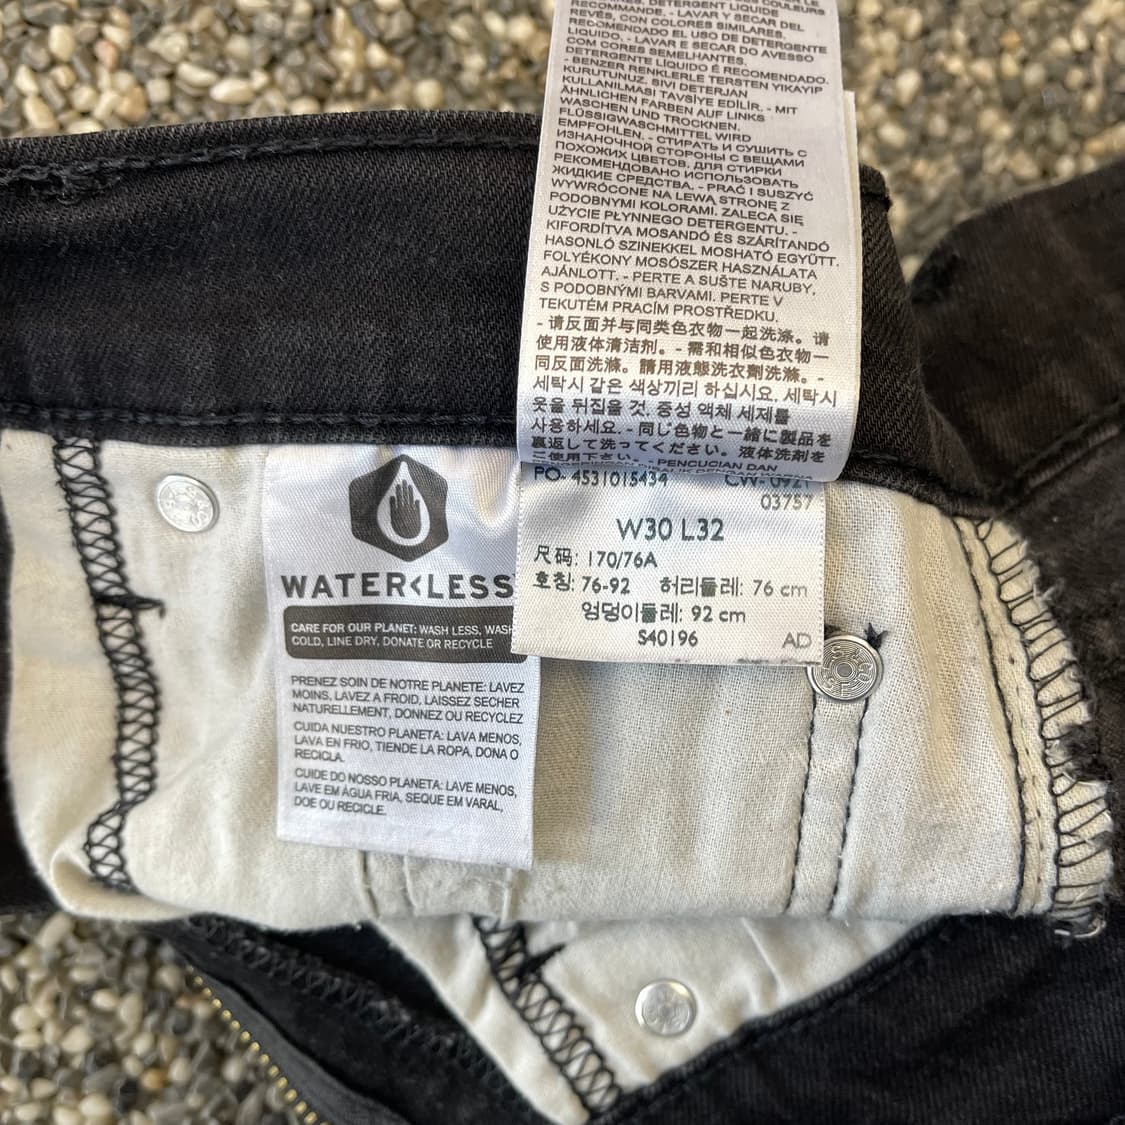 RECOMMANDE. - LAVAR Y SECAR DEL
REVÉS, CON COLORES SIMILARES.
RECOMENDADO EL USO DE DETERGENTE
LIQUIDO. - LAVAR E SECAR DO AVESSO
COM CORES SEMELHANTES.
DETERGENTE LÍQUIDO É RECOMENDADO.
- BENZER RENKLERLE TERSTEN YIKAYIP
KURUTUNUZ. SIVI DETERJAN
KULLANILMASI TAVSİYE EDİLİR. - MIT
ÄHNLICHEN FARBEN AUF LINKS
WASCHEN UND TROCKNEN.
FLÜSSIGWASCHMITTEL WIRD
EMPFOHLEN. - СТИРАТЬ И СУШИТЬ С
ИЗНАНОЧНОЙ СТОРОНЫ С ВЕЩАМИ
ПОХОЖИХ ЦВЕТОВ. ДЛЯ СТИРКИ
РЕКОМЕНДОВАНО ИСПОЛЬЗОВАТЬ
ЖИДКИЕ СРЕДСТВА. - PRAĆ I SUSZYĆ
WYWRÓCONE NA LEWĄ STRONĘ Z
PODOBNYMI KOLORAMI. ZALECA SIĘ
UŻYCIE PŁYNNEGO DETERGENTU. -
KIFORDÍTVA MOSANDÓ ÉS SZÁRÍTANDÓ
HASONLÓ SZINEKKEL MOSHATÓ EGYÜTT.
FOLYÉKONY MOSÓSZER HASZNÁLATA
AJÁNLOTT. - PERTE A SUŠTE NARUBY,
S PODOBNÝMI BARVAMI. PERTE V
TEKUTÉM PRACÍM PROSTŘEDKU.
- 请反面并与同类色衣物一起洗涤。请
使用液体清洁剂。- 需和相似色衣物一
同反面洗滌。請用液態洗衣劑洗滌。-
세탁시 같은 색상끼리 하십시요. 세탁시
옷을 뒤집을 것. 중성 액체 세제를
사용하세요. - 同じ色物と一緒に製品を
裏返して洗ってください。液体洗剤を
ご使用下さい。- PENCUCIAN DAN
PO- 4531015434 CW- 0921
03757
W30 L32
尺码: 170/76A
호칭: 76-92 허리둘레: 76 cm
엉덩이둘레: 92 cm
S40196 AD
WATER<LESS
CARE FOR OUR PLANET: WASH LESS, WASH
COLD, LINE DRY, DONATE OR RECYCLE
PRENEZ SOIN DE NOTRE PLANETE: LAVEZ
MOINS, LAVEZ A FROID, LAISSEZ SECHER
NATURELLEMENT, DONNEZ OU RECYCLEZ
CUIDA NUESTRO PLANETA: LAVA MENOS,
LAVA EN FRIO, TIENDE LA ROPA, DONA O
RECICLA.
CUIDE DO NOSSO PLANETA: LAVE MENOS,
LAVE EM ÁGUA FRIA, SEQUE EM VARAL,
DOE OU RECICLE.